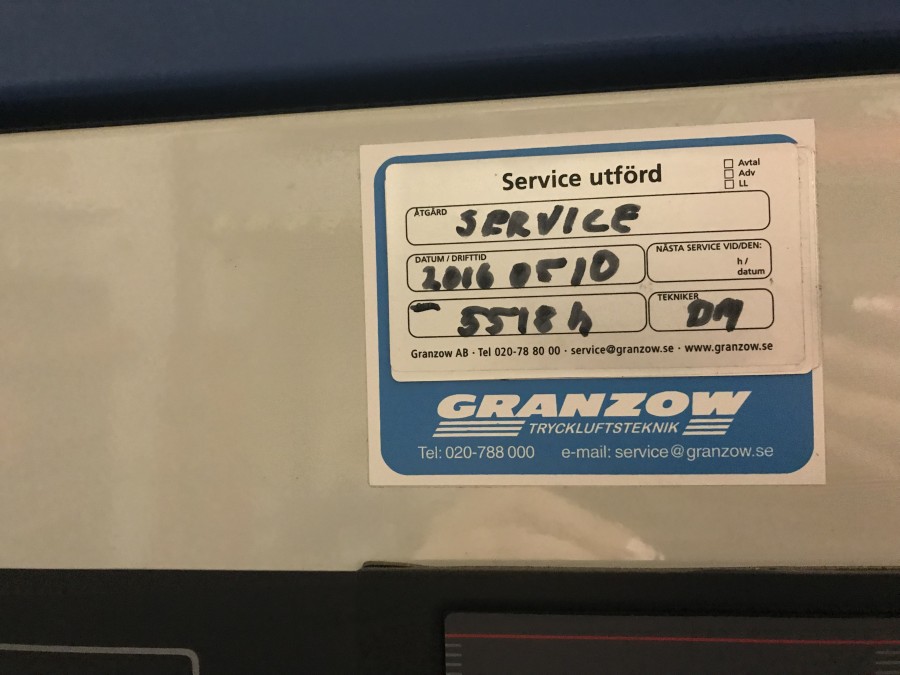 Service utförd
Avtal
Adv
LL
ÅTGÄRD
SERVICE
DATUM / DRIFTTID
2016 05 10
NÄSTA SERVICE VID/DEN:
h /
datum
5518 h
TEKNIKER
DM
Granzow AB · Tel 020-78 80 00 · service@granzow.se · www.granzow.se
GRANZOW
TRYCKLUFTSTEKNIK
Tel: 020-788 000 e-mail: service@granzow.se